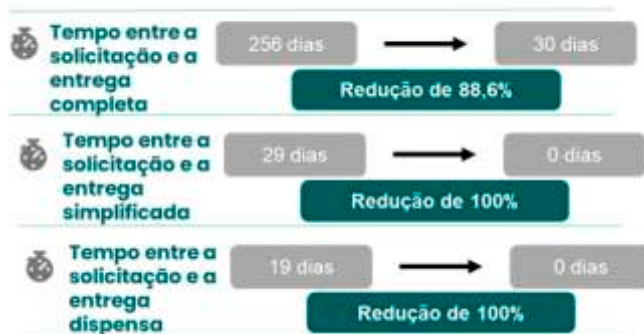 Tempo entre a
solicitação e a
entrega
completa
256 dias
30 dias
Redução de 88,6%
Tempo entre a
solicitação e a
entrega
simplificada
29 dias
0 dias
Redução de 100%
Tempo entre a
solicitação e a
entrega
dispensa
19 dias
0 dias
Redução de 100%